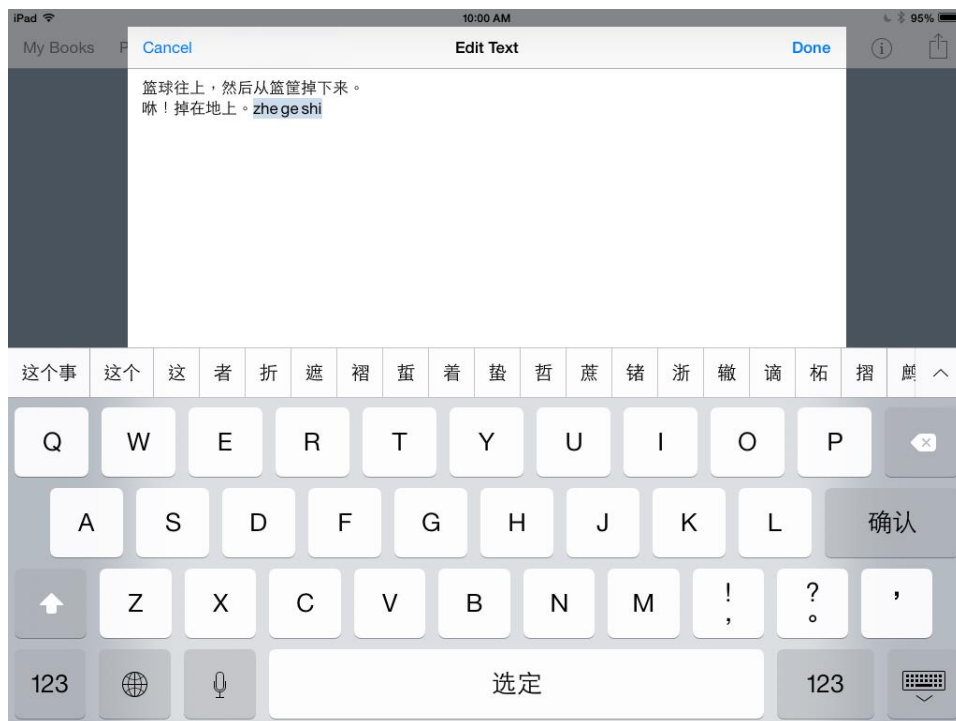 iPad 10:00 AM 95%
My Books P Cancel Edit Text Done
篮球往上，然后从篮筐掉下来。
咻！掉在地上。zhe ge shi
这个事 这个 这 者 折 遮 褶 蜇 着 蛰 哲 蔗 锗 浙 辙 谪 柘 摺 鹧
Q W E R T Y U I O P
A S D F G H J K L 确认
Z X C V B N M ！， ？。 ，
123 选定 123